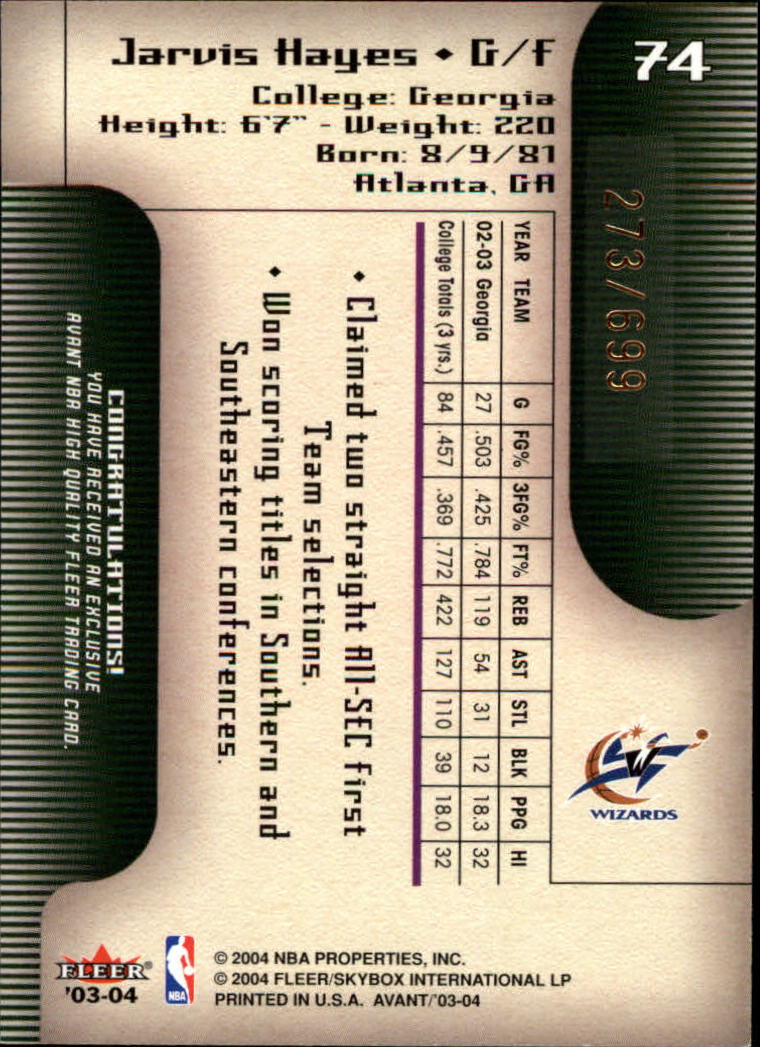 Jarvis Hayes • G/F
College: Georgia
Height: 6'7" - Weight: 220
Born: 8/9/81
Atlanta, GA
74
273/699
YEAR TEAM G FG% 3FG% FT% REB AST STL BLK PPG HI
02-03 Georgia 27 .503 .425 .784 119 54 31 12 18.3 32
College Totals (3 yrs.) 84 .457 .369 .772 422 127 110 39 18.0 32
• Claimed two straight All-SEC First
Team selections.
• Won scoring titles in Southern and
Southeastern conferences.
WIZARDS
CONGRATULATIONS!
YOU HAVE RECEIVED AN EXCLUSIVE
AVANT NBA HIGH QUALITY FLEER TRADING CARD.
FLEER®
'03-04
NBA
© 2004 NBA PROPERTIES, INC.
© 2004 FLEER/SKYBOX INTERNATIONAL LP
PRINTED IN U.S.A. AVANT/'03-04